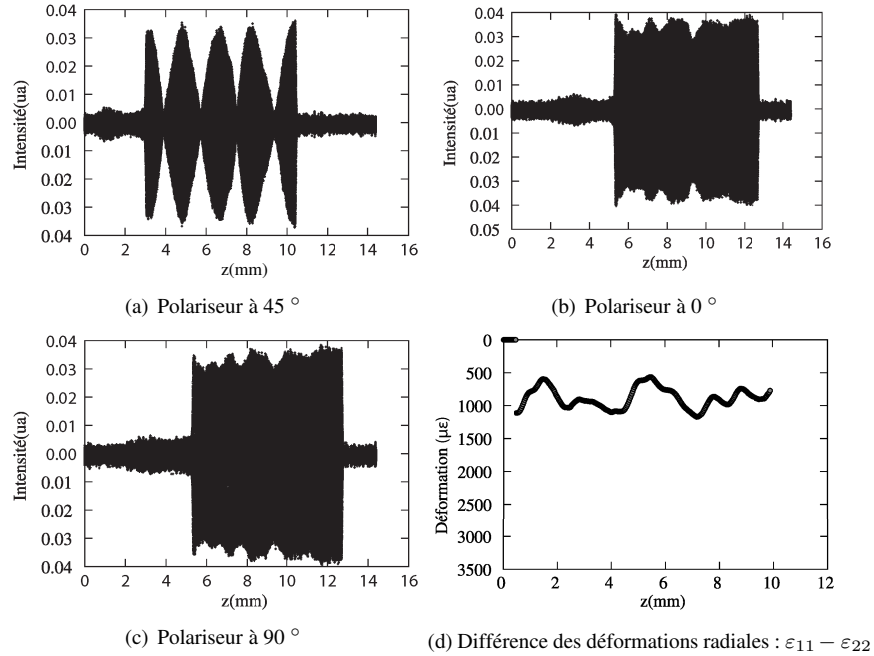 0.04
0.03
0.02
0.01
0.00
0.01
0.02
0.03
0.04
Intensité(ua)
0 2 4 6 8 10 12 14 16
z(mm)
(a) Polariseur à 45 °
0.04
0.03
0.02
0.01
0.00
0.01
0.02
0.03
0.04
0.05
Intensité(ua)
0 2 4 6 8 10 12 14 16
z(mm)
(b) Polariseur à 0 °
0.04
0.03
0.02
0.01
0.00
0.01
0.02
0.03
0.04
Intensité(ua)
0 2 4 6 8 10 12 14 16
z(mm)
(c) Polariseur à 90 °
0
500
1000
1500
2000
2500
3000
3500
Déformation (με)
0 2 4 6 8 10 12
z(mm)
(d) Différence des déformations radiales : ε11 − ε22